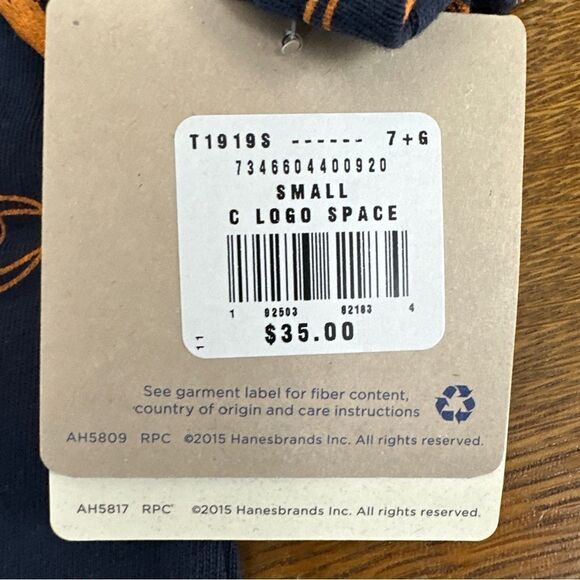 T1919S ------ 7+G
7346604400920
SMALL
C LOGO SPACE
1 92503 62183 4
$35.00
11
See garment label for fiber content,
country of origin and care instructions
AH5809 RPC ©2015 Hanesbrands Inc. All rights reserved.
AH5817 RPC ©2015 Hanesbrands Inc. All rights reserved.